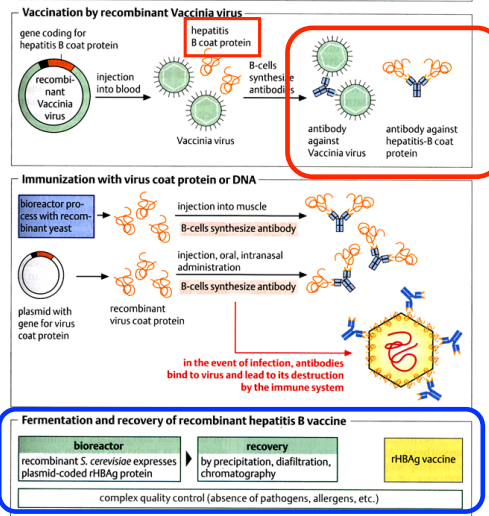 Vaccination by recombinant Vaccinia virus
gene coding for
hepatitis B coat protein
recombi-
nant
Vaccinia
virus
injection
into blood
hepatitis
B coat protein
Vaccinia virus
B-cells
synthesize
antibodies
antibody
against
Vaccinia virus
antibody against
hepatitis-B coat
protein
Immunization with virus coat protein or DNA
bioreactor pro-
cess with recom-
binant yeast
injection into muscle
B-cells synthesize antibody
plasmid with
gene for virus
coat protein
recombinant
virus coat protein
injection, oral, intranasal
administration
B-cells synthesize antibody
in the event of infection, antibodies
bind to virus and lead to its destruction
by the immune system
Fermentation and recovery of recombinant hepatitis B vaccine
bioreactor
recombinant S. cerevisiae expresses
plasmid-coded rHBAg protein
recovery
by precipitation, diafiltration,
chromatography
rHBAg vaccine
complex quality control (absence of pathogens, allergens, etc.)